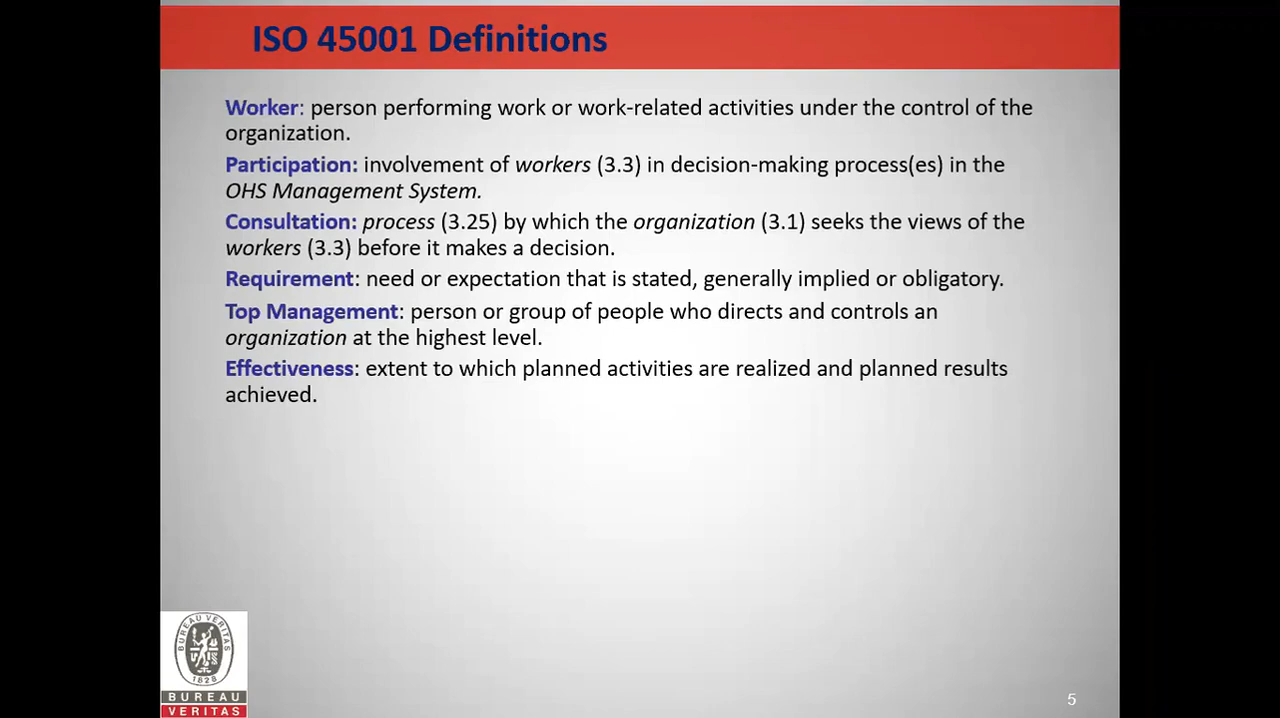 ISO 45001 Definitions
Worker: person performing work or work-related activities under the control of the
organization.
Participation: involvement of workers (3.3) in decision-making process(es) in the
OHS Management System.
Consultation: process (3.25) by which the organization (3.1) seeks the views of the
workers (3.3) before it makes a decision.
Requirement: need or expectation that is stated, generally implied or obligatory.
Top Management: person or group of people who directs and controls an
organization at the highest level.
Effectiveness: extent to which planned activities are realized and planned results
achieved.
BUREAU VERITAS
1828
BUREAU
VERITAS
5